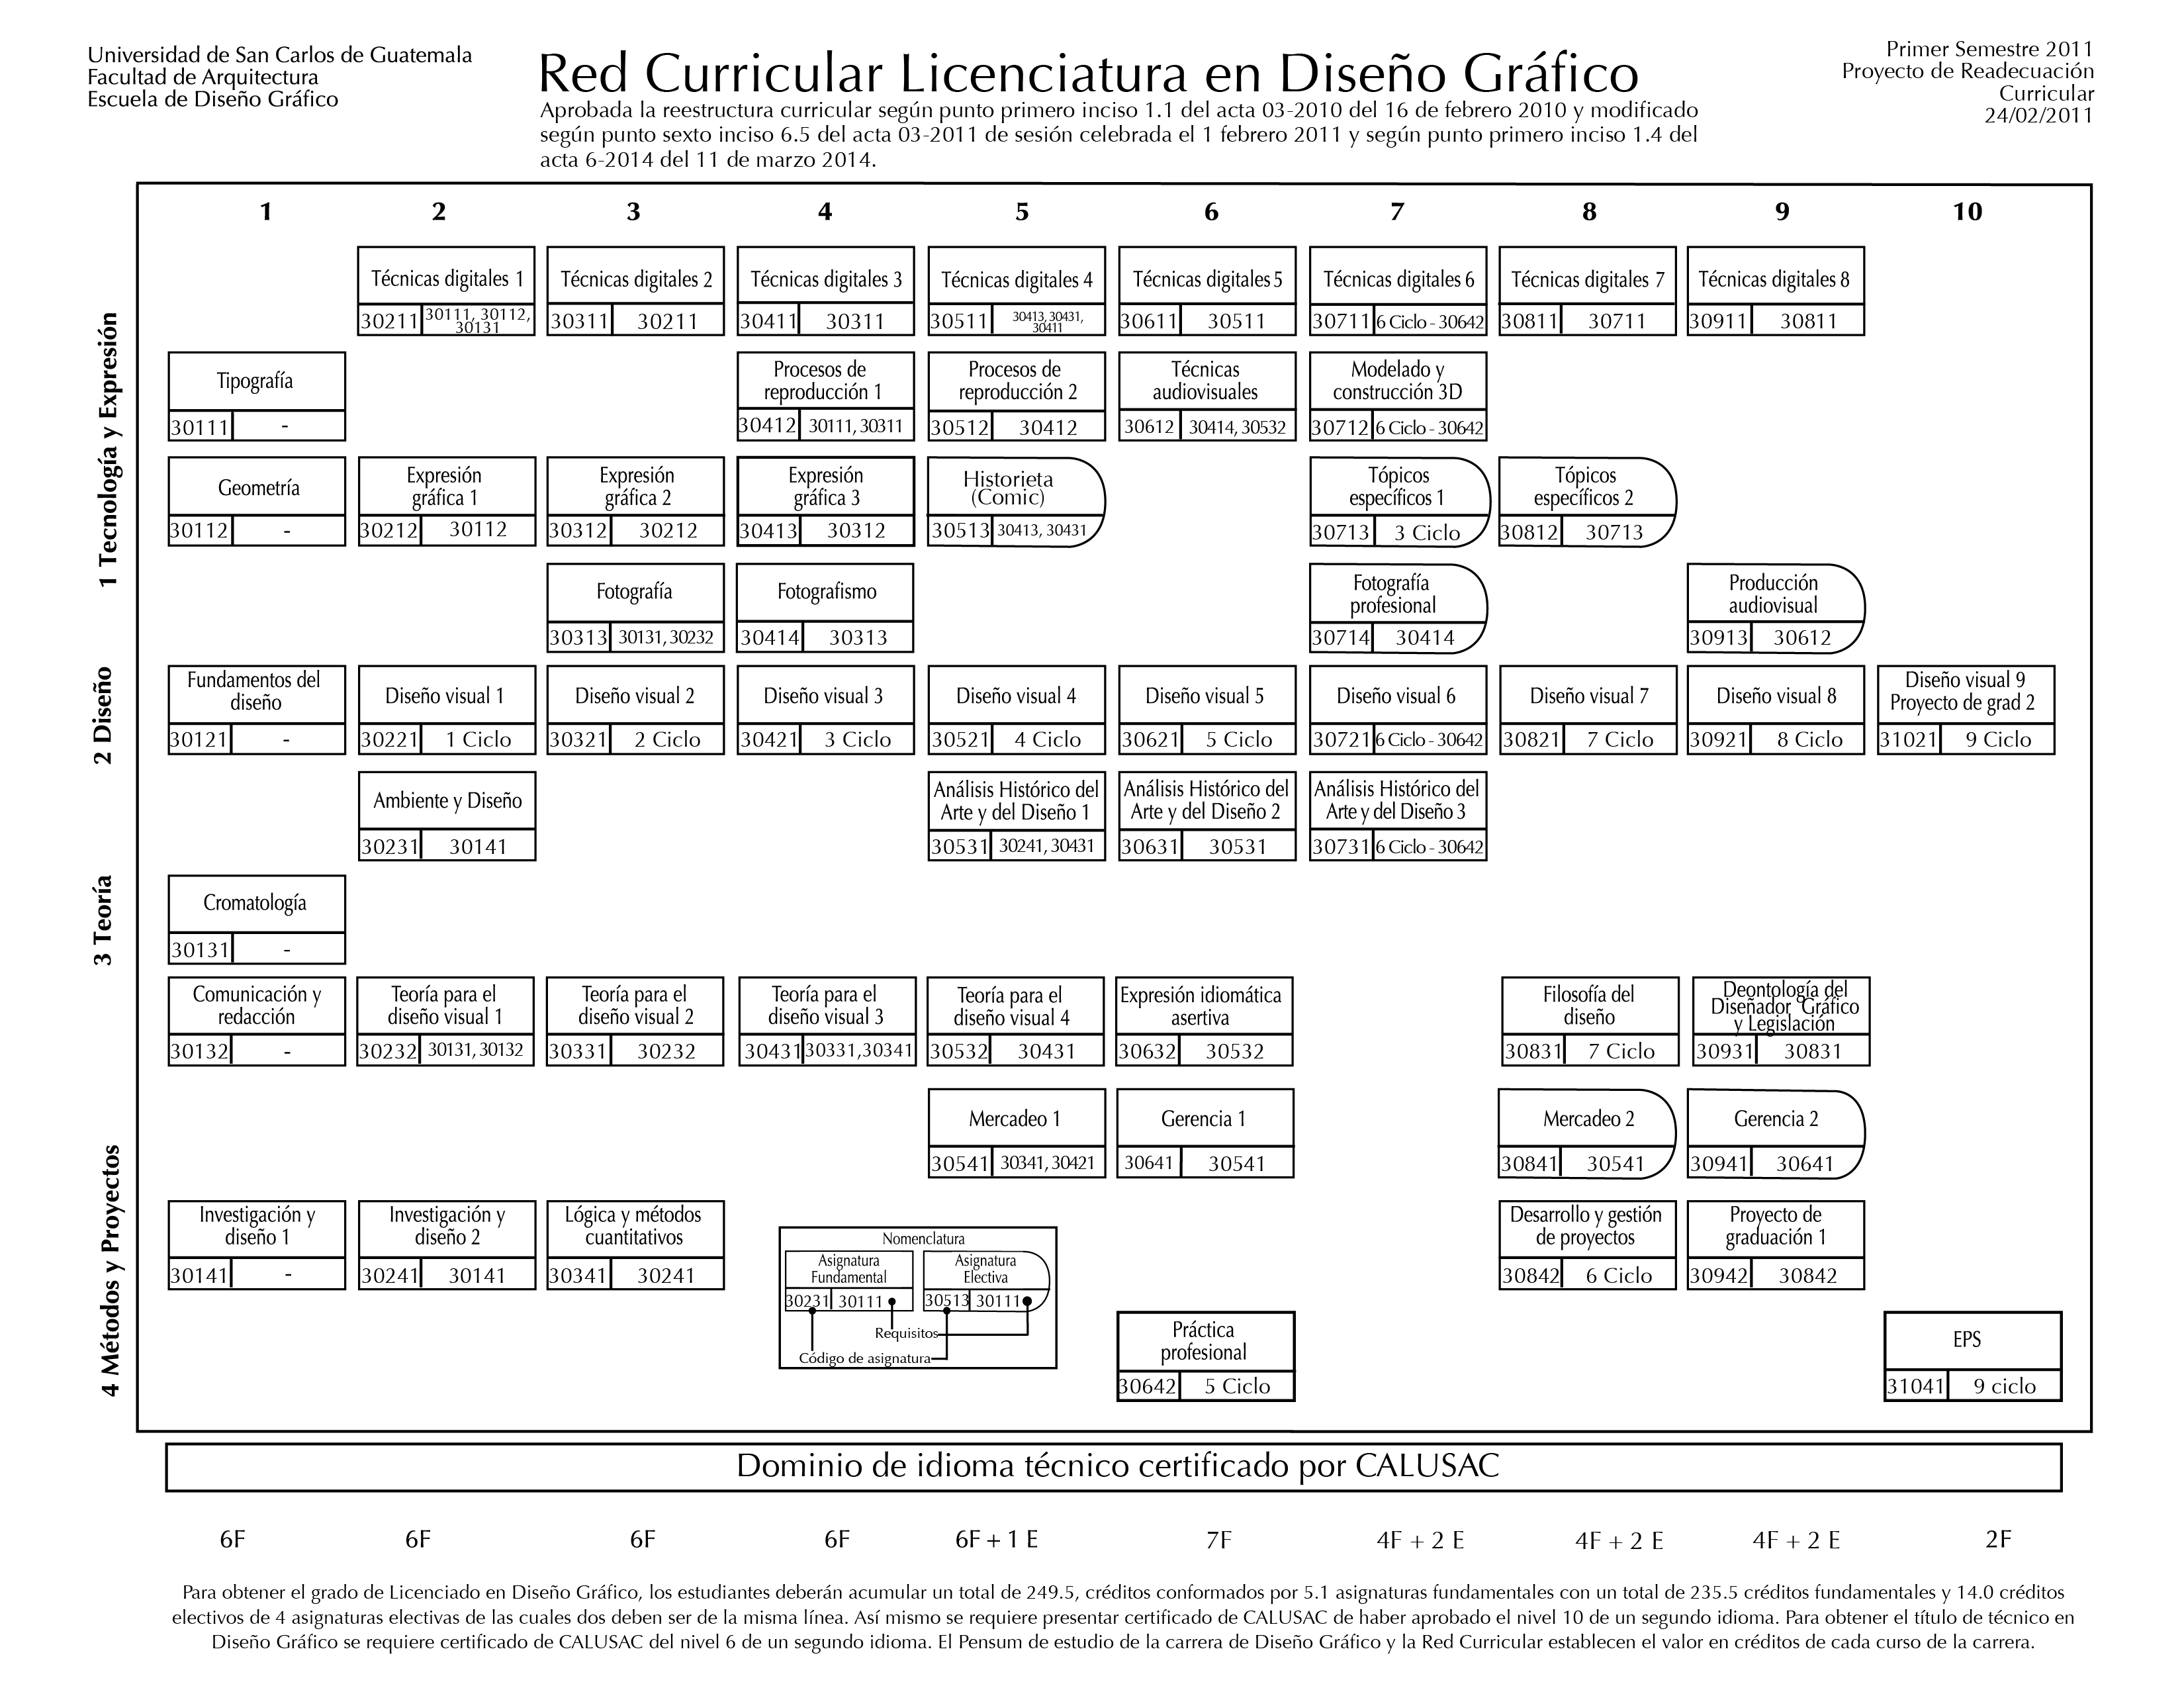 Universidad de San Carlos de Guatemala
Facultad de Arquitectura
Escuela de Diseño Gráfico
Red Curricular Licenciatura en Diseño Gráfico
Aprobada la reestructura curricular según punto primero inciso 1.1 del acta 03-2010 del 16 de febrero 2010 y modificado
según punto sexto inciso 6.5 del acta 03-2011 de sesión celebrada el 1 febrero 2011 y según punto primero inciso 1.4 del
acta 6-2014 del 11 de marzo 2014.
Primer Semestre 2011
Proyecto de Readecuación
Curricular
24/02/2011
1 2 3 4 5 6 7 8 9 10
1 Tecnología y Expresión
Técnicas digitales 1
30211 30111, 30112,
30131
Técnicas digitales 2
30311 30211
Técnicas digitales 3
30411 30311
Técnicas digitales 4
30511 30413, 30431,
30411
Técnicas digitales 5
30611 30511
Técnicas digitales 6
30711 6 Ciclo - 30642
Técnicas digitales 7
30811 30711
Técnicas digitales 8
30911 30811
Tipografía
30111 -
Procesos de
reproducción 1
30412 30111, 30311
Procesos de
reproducción 2
30512 30412
Técnicas
audiovisuales
30612 30414, 30532
Modelado y
construcción 3D
30712 6 Ciclo - 30642
Geometría
30112 -
Expresión
gráfica 1
30212 30112
Expresión
gráfica 2
30312 30212
Expresión
gráfica 3
30413 30312
Historieta
(Comic)
30513 30413, 30431
Tópicos
específicos 1
30713 3 Ciclo
Tópicos
específicos 2
30812 30713
Fotografía
30313 30131, 30232
Fotografismo
30414 30313
Fotografía
profesional
30714 30414
Producción
audiovisual
30913 30612
2 Diseño
Fundamentos del
diseño
30121 -
Diseño visual 1
30221 1 Ciclo
Diseño visual 2
30321 2 Ciclo
Diseño visual 3
30421 3 Ciclo
Diseño visual 4
30521 4 Ciclo
Diseño visual 5
30621 5 Ciclo
Diseño visual 6
30721 6 Ciclo - 30642
Diseño visual 7
30821 7 Ciclo
Diseño visual 8
30921 8 Ciclo
Diseño visual 9
Proyecto de grad 2
31021 9 Ciclo
3 Teoría
Ambiente y Diseño
30231 30141
Análisis Histórico del
Arte y del Diseño 1
30531 30241, 30431
Análisis Histórico del
Arte y del Diseño 2
30631 30531
Análisis Histórico del
Arte y del Diseño 3
30731 6 Ciclo - 30642
Cromatología
30131 -
Comunicación y
redacción
30132 -
Teoría para el
diseño visual 1
30232 30131, 30132
Teoría para el
diseño visual 2
30331 30232
Teoría para el
diseño visual 3
30431 30331,30341
Teoría para el
diseño visual 4
30532 30431
Expresión idiomática
asertiva
30632 30532
Filosofía del
diseño
30831 7 Ciclo
Deontología del
Diseñador Gráfico
y Legislación
30931 30831
4 Métodos y Proyectos
Mercadeo 1
30541 30341, 30421
Gerencia 1
30641 30541
Mercadeo 2
30841 30541
Gerencia 2
30941 30641
Investigación y
diseño 1
30141 -
Investigación y
diseño 2
30241 30141
Lógica y métodos
cuantitativos
30341 30241
Desarrollo y gestión
de proyectos
30842 6 Ciclo
Proyecto de
graduación 1
30942 30842
Nomenclatura
Asignatura
Fundamental
30231 30111
Asignatura
Electiva
30513 30111
Requisitos
Código de asignatura
Práctica
profesional
30642 5 Ciclo
EPS
31041 9 ciclo
Dominio de idioma técnico certificado por CALUSAC
6F 6F 6F 6F 6F + 1 E 7F 4F + 2 E 4F + 2 E 4F + 2 E 2F
Para obtener el grado de Licenciado en Diseño Gráfico, los estudiantes deberán acumular un total de 249.5, créditos conformados por 5.1 asignaturas fundamentales con un total de 235.5 créditos fundamentales y 14.0 créditos
electivos de 4 asignaturas electivas de las cuales dos deben ser de la misma línea. Así mismo se requiere presentar certificado de CALUSAC de haber aprobado el nivel 10 de un segundo idioma. Para obtener el título de técnico en
Diseño Gráfico se requiere certificado de CALUSAC del nivel 6 de un segundo idioma. El Pensum de estudio de la carrera de Diseño Gráfico y la Red Curricular establecen el valor en créditos de cada curso de la carrera.